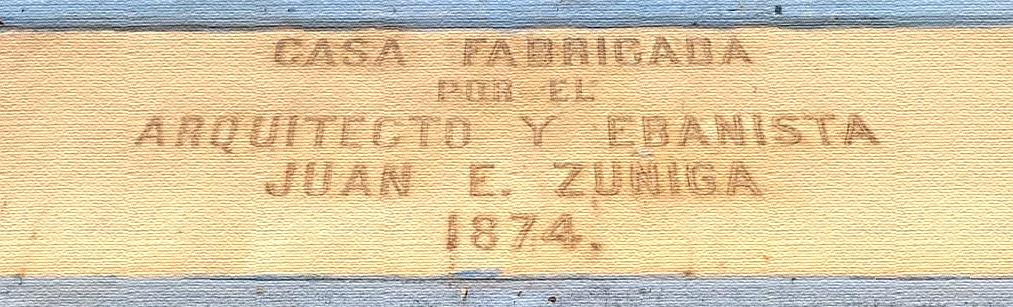 CASA FABRICADA
POR EL
ARQUITECTO Y EBANISTA
JUAN E. ZUNIGA
1874.